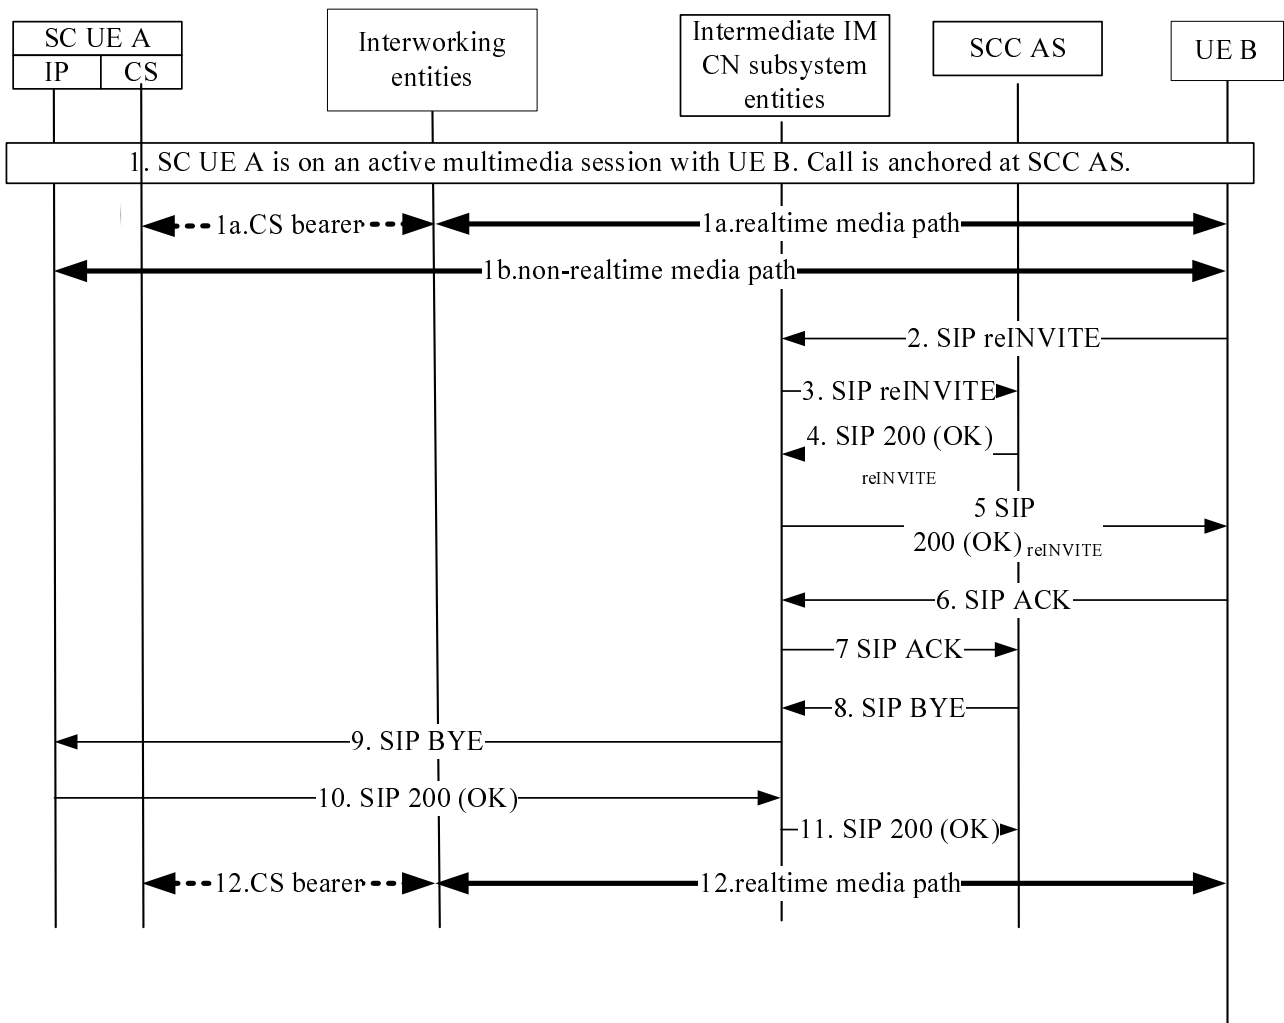 SC UE A
IP
CS
Interworking
entities
Intermediate IM
CN subsystem
entities
SCC AS
UE B
1. SC UE A is on an active multimedia session with UE B. Call is anchored at SCC AS.
1a.CS bearer
1a.realtime media path
1b.non-realtime media path
2. SIP reINVITE
3. SIP reINVITE
4. SIP 200 (OK)
reINVITE
5 SIP
200 (OK) reINVITE
6. SIP ACK
7 SIP ACK
8. SIP BYE
9. SIP BYE
10. SIP 200 (OK)
11. SIP 200 (OK)
12.CS bearer
12.realtime media path